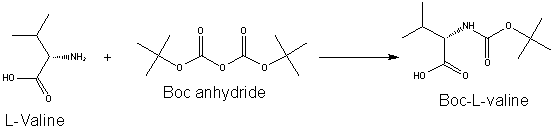 NH₂
HO
O
L-Valine
+
O
O
O
O
O
Boc anhydride
NH
O
HO
O
O
Boc-L-valine